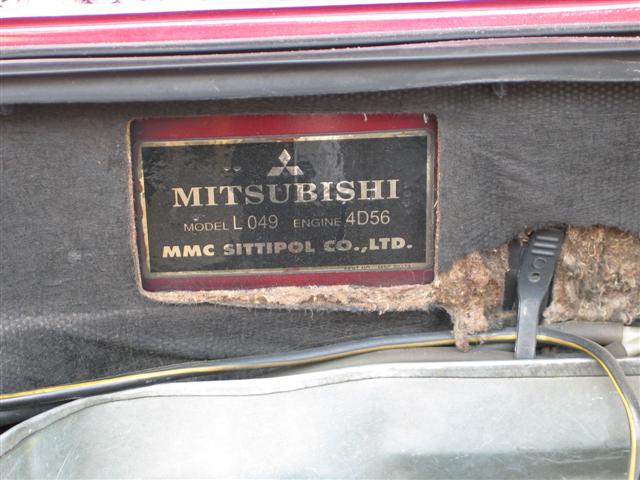 MITSUBISHI
MODEL L 049 ENGINE 4D56
MMC SITTIPOL CO.,LTD.